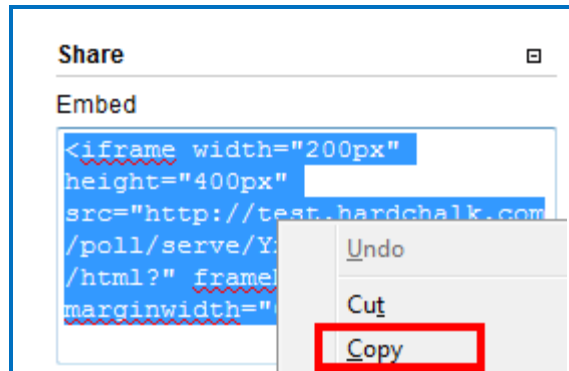 Share
Embed
<iframe width="200px"
height="400px"
src="http://test.hardchalk.com
/poll/serve/Y
/html?" frame
marginwidth="
Undo
Cut
Copy